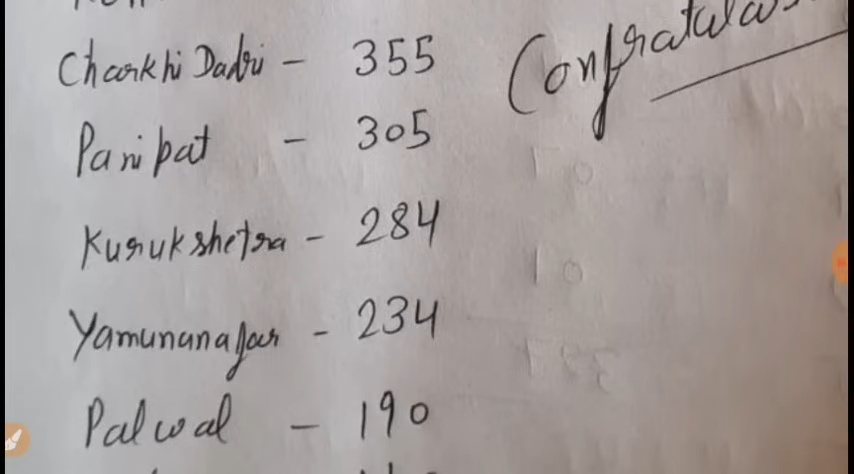 Charkhi Dadri - 355
Panipat - 305
Kurukshetra - 284
Yamunanagar - 234
Palwal - 190